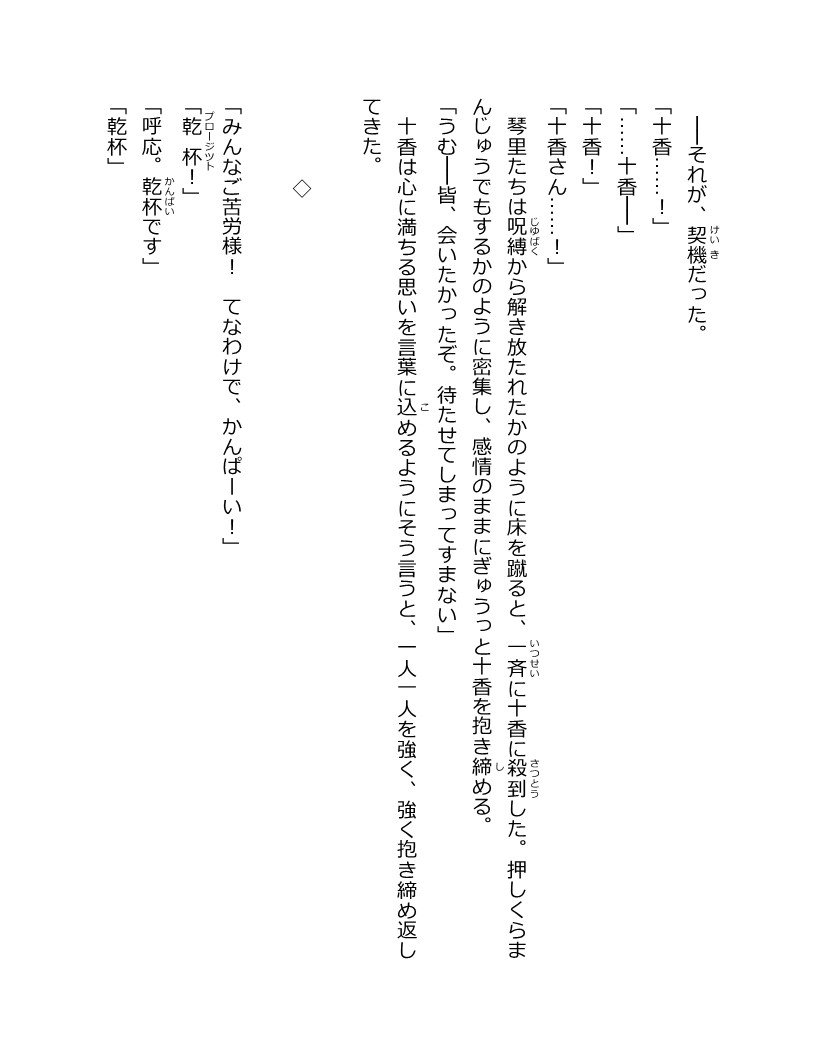 ――それが、契機だった。
「十香……！」
「……十香――」
「十香！」
「十香さん……！」
琴里たちは呪縛から解き放たれたかのように床を蹴ると、一斉に十香に殺到した。押しくらま
んじゅうでもするかのように密集し、感情のままにぎゅうっと十香を抱き締める。
「うむ――皆、会いたかったぞ。待たせてしまってすまない」
十香は心に満ちる思いを言葉に込めるようにそう言うと、一人一人を強く、強く抱き締め返し
てきた。
◇
「みんなご苦労様！　てなわけで、かんぱーい！」
「乾杯！」
「呼応。乾杯です」
「乾杯」